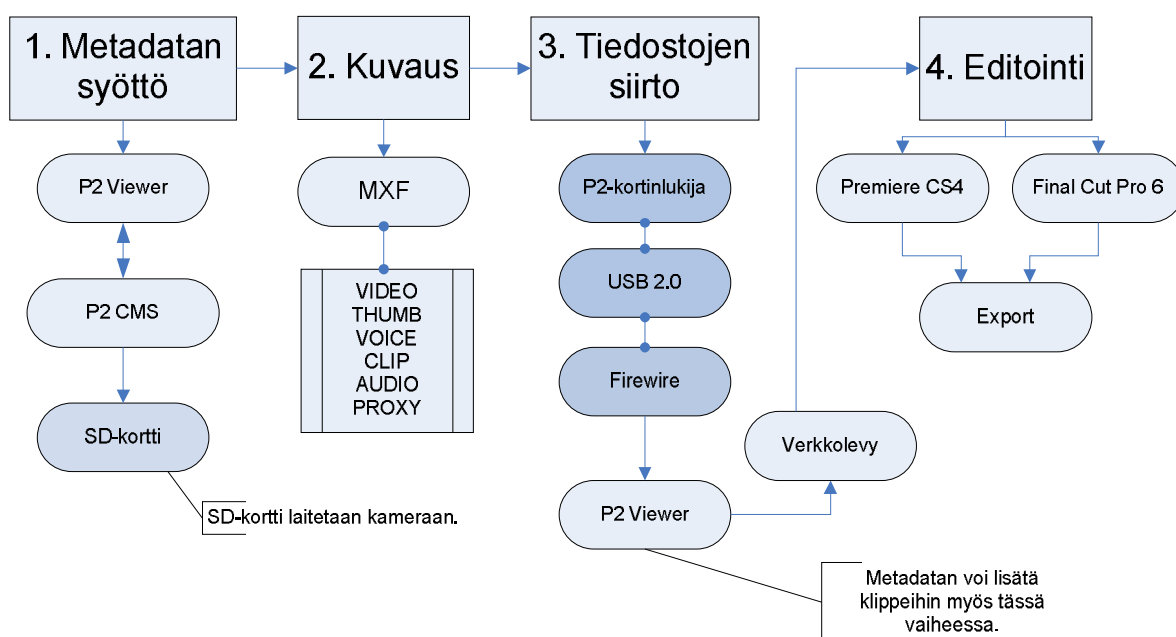 1. Metadatan
syöttö
P2 Viewer
P2 CMS
SD-kortti
SD-kortti laitetaan kameraan.
2. Kuvaus
MXF
VIDEO
THUMB
VOICE
CLIP
AUDIO
PROXY
3. Tiedostojen
siirto
P2-kortinlukija
USB 2.0
Firewire
P2 Viewer
Metadatan voi lisätä
klippeihin myös tässä
vaiheessa.
Verkkolevy
4. Editointi
Premiere CS4
Final Cut Pro 6
Export